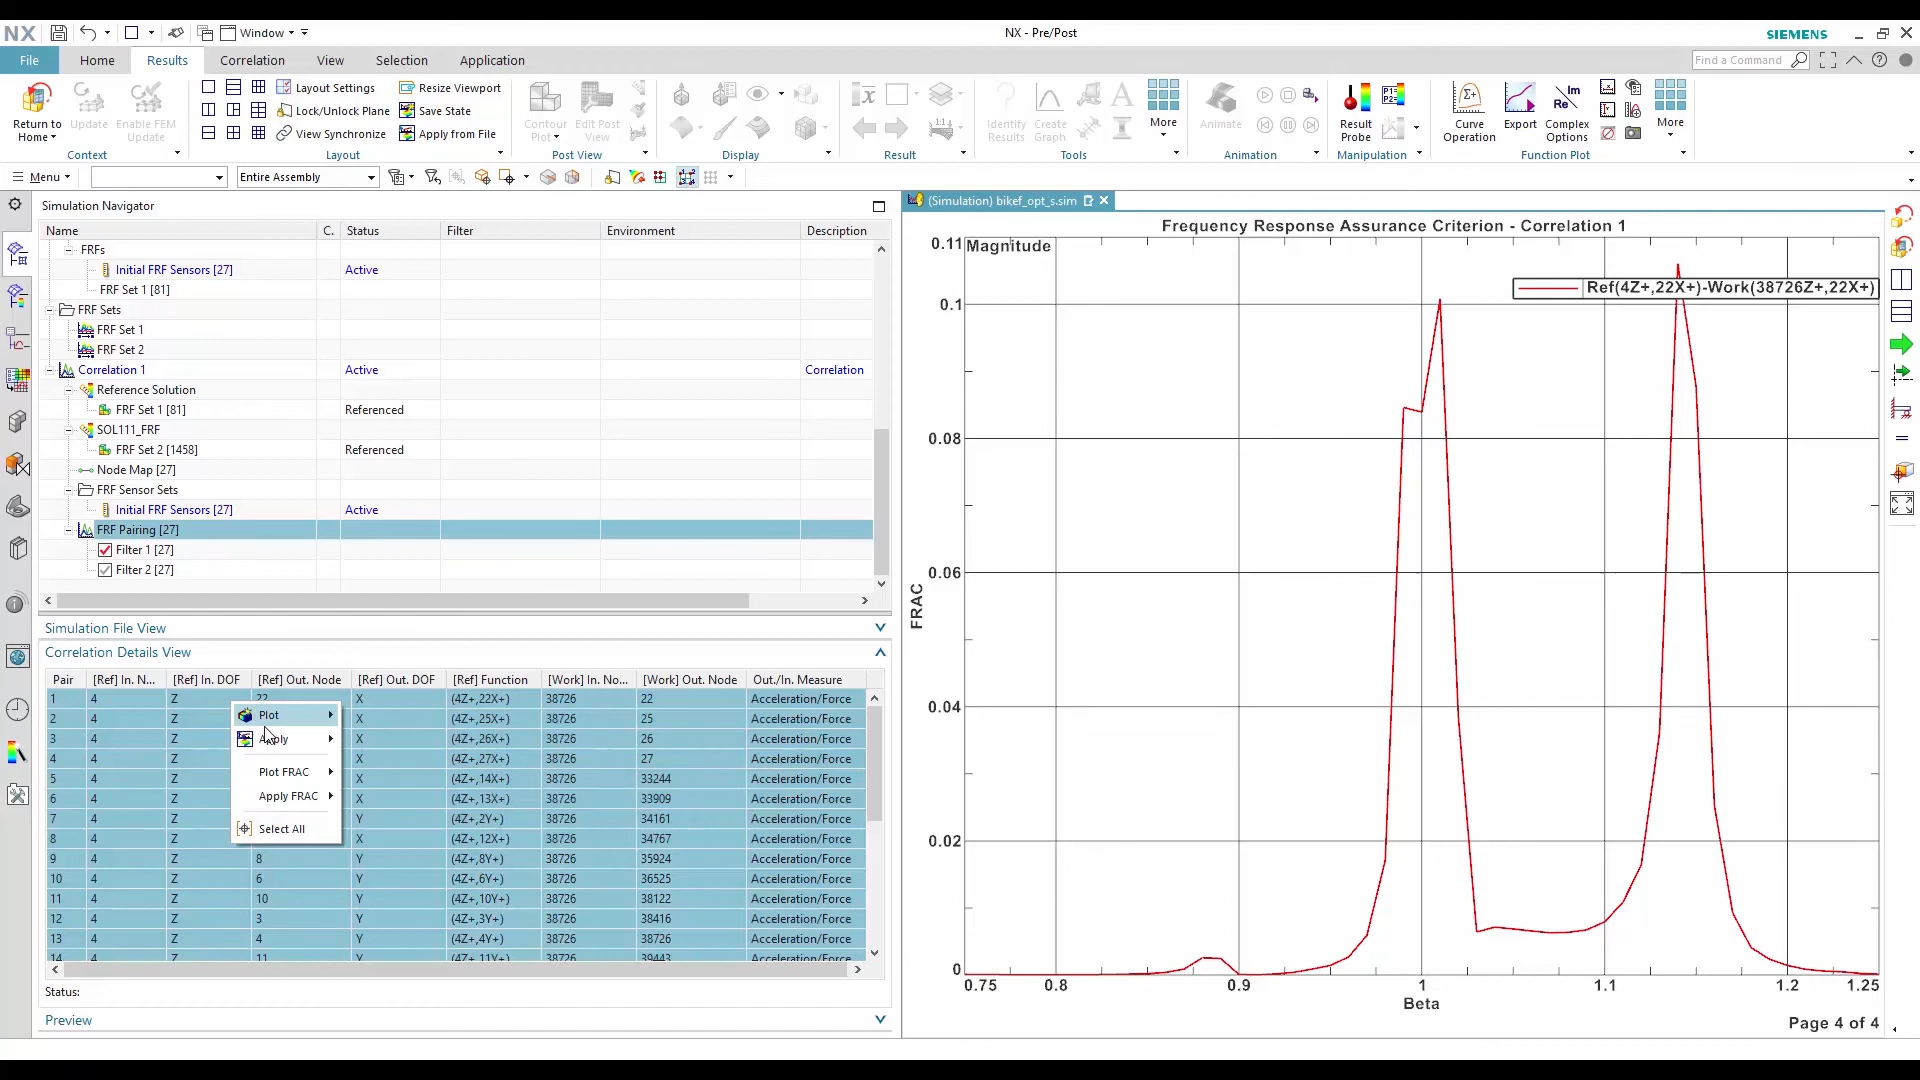 NX Window NX - Pre/Post SIEMENS
File Home Results Correlation View Selection Application Find a Command
Return to Home Update Enable FEM Update
Layout Settings Resize Viewport
Lock/Unlock Plane Save State
View Synchronize Apply from File
Contour Plot Edit Post View
Identify Results Create Graph More
Animate
Result Probe
Curve Operation Export Complex Options More
Context Layout Post View Display Result Tools Animation Manipulation Function Plot
Menu Entire Assembly
Simulation Navigator
Name C. Status Filter Environment Description
FRFs
Initial FRF Sensors [27] Active
FRF Set 1 [81]
FRF Sets
FRF Set 1
FRF Set 2
Correlation 1 Active Correlation
Reference Solution
FRF Set 1 [81] Referenced
SOL111_FRF
FRF Set 2 [1458] Referenced
Node Map [27]
FRF Sensor Sets
Initial FRF Sensors [27] Active
FRF Pairing [27]
Filter 1 [27]
Filter 2 [27]
Simulation File View
Correlation Details View
Pair [Ref] In. N... [Ref] In. DOF [Ref] Out. Node [Ref] Out. DOF [Ref] Function [Work] In. No... [Work] Out. Node Out./In. Measure
1 4 Z 22 X (4Z+,22X+) 38726 22 Acceleration/Force
2 4 Z X (4Z+,25X+) 38726 25 Acceleration/Force
3 4 Z X (4Z+,26X+) 38726 26 Acceleration/Force
4 4 Z X (4Z+,27X+) 38726 27 Acceleration/Force
5 4 Z X (4Z+,14X+) 38726 33244 Acceleration/Force
6 4 Z X (4Z+,13X+) 38726 33909 Acceleration/Force
7 4 Z Y (4Z+,2Y+) 38726 34161 Acceleration/Force
8 4 Z X (4Z+,12X+) 38726 34767 Acceleration/Force
9 4 Z 8 Y (4Z+,8Y+) 38726 35924 Acceleration/Force
10 4 Z 6 Y (4Z+,6Y+) 38726 36525 Acceleration/Force
11 4 Z 10 Y (4Z+,10Y+) 38726 38122 Acceleration/Force
12 4 Z 3 Y (4Z+,3Y+) 38726 38416 Acceleration/Force
13 4 Z 4 Y (4Z+,4Y+) 38726 38726 Acceleration/Force
14 4 Z 11 Y (4Z+,11Y+) 38726 39443 Acceleration/Force
Plot
Apply
Plot FRAC
Apply FRAC
Select All
Status:
Preview
(Simulation) bikef_opt_s.sim
Frequency Response Assurance Criterion - Correlation 1
0.11 Magnitude
Ref(4Z+,22X+)-Work(38726Z+,22X+)
0.1
0.08
0.06
FRAC
0.04
0.02
0
0.75 0.8 0.9 1 1.1 1.2 1.25
Beta
Page 4 of 4